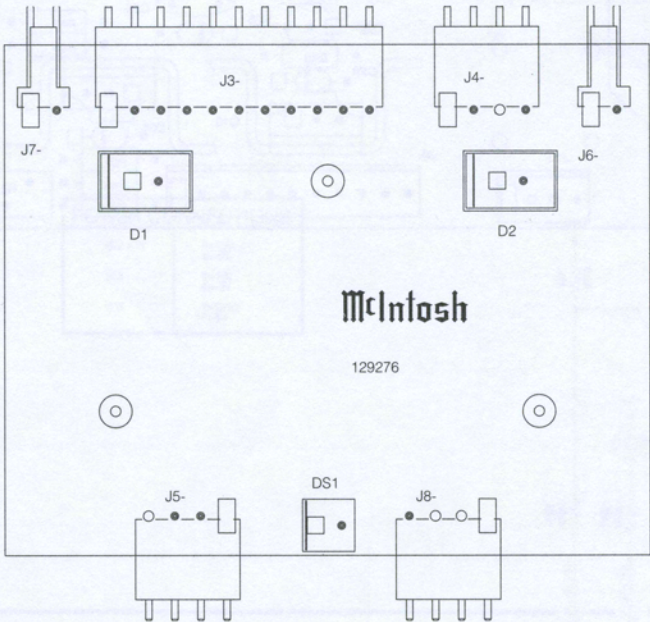 J3-
J4-
J7-
J6-
D1
D2
McIntosh
129276
J5-
DS1
J8-